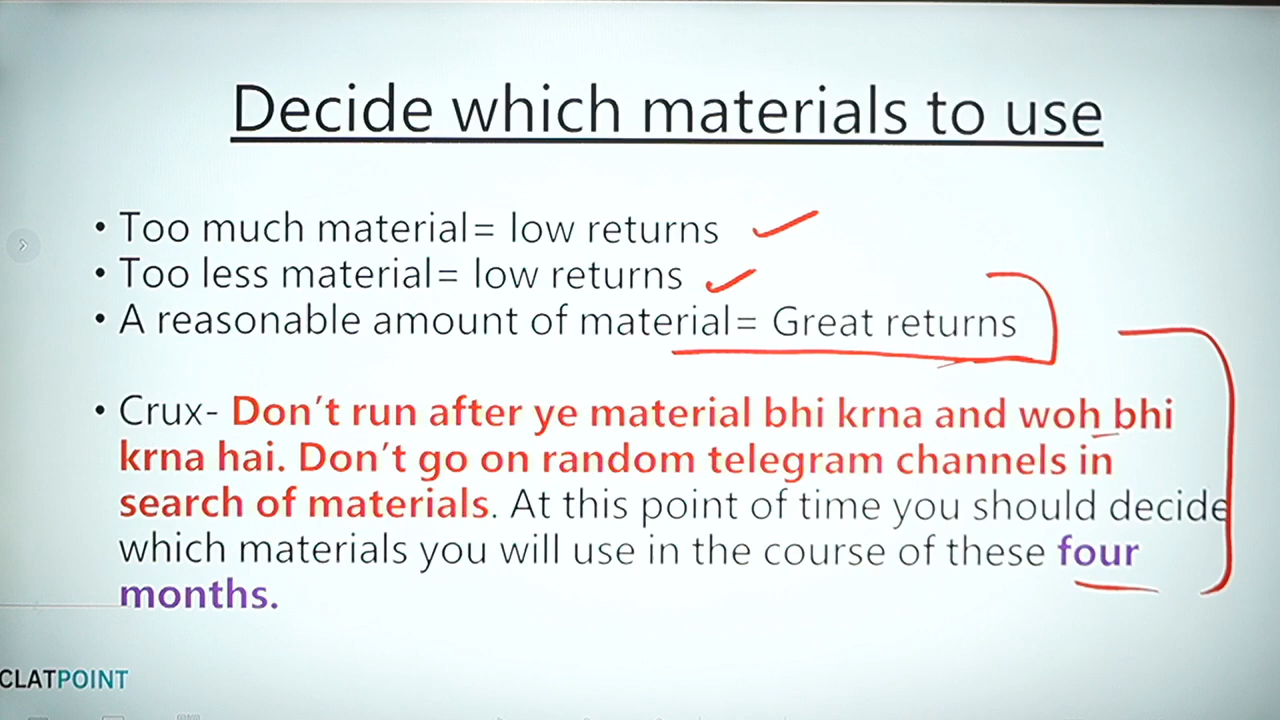 Decide which materials to use
• Too much material= low returns
• Too less material= low returns
• A reasonable amount of material= Great returns
• Crux- Don't run after ye material bhi krna and woh bhi
krna hai. Don't go on random telegram channels in
search of materials. At this point of time you should decide
which materials you will use in the course of these four
months.
CLATPOINT